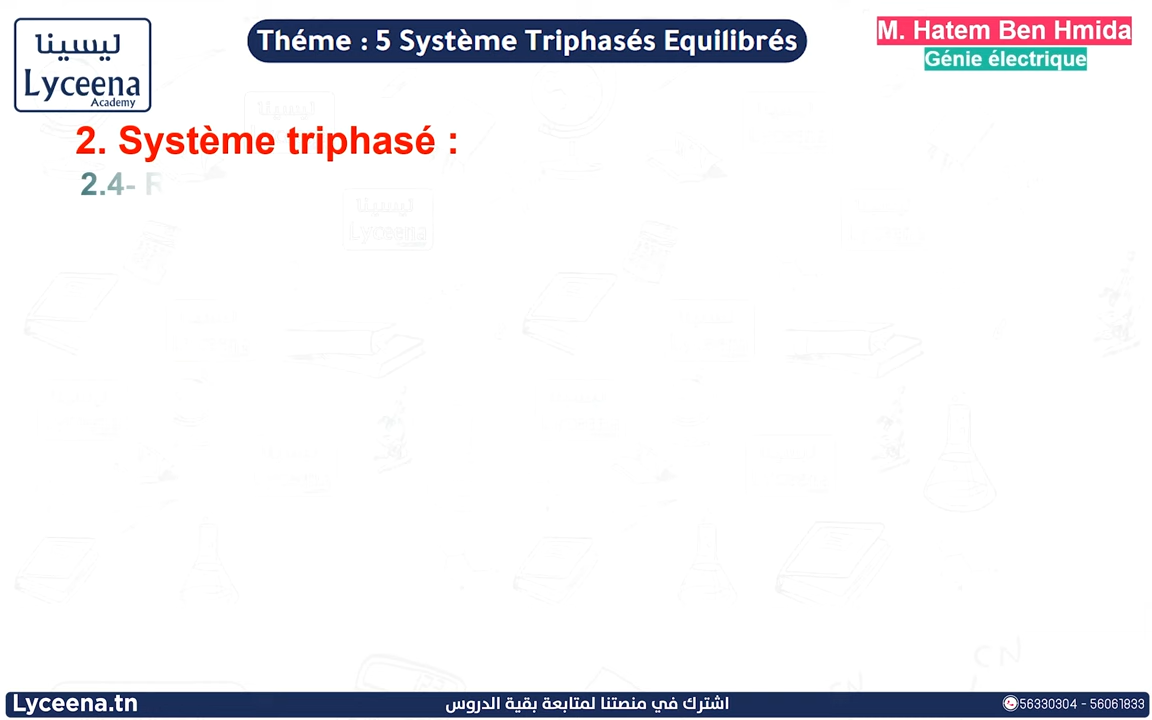 ليسينا
Lyceena
Academy
Théme : 5 Système Triphasés Equilibrés
M. Hatem Ben Hmida
Génie électrique
2. Système triphasé :
2.4- R
Lyceena.tn
اشترك في منصتنا لمتابعة بقية الدروس
56330304 - 56061833